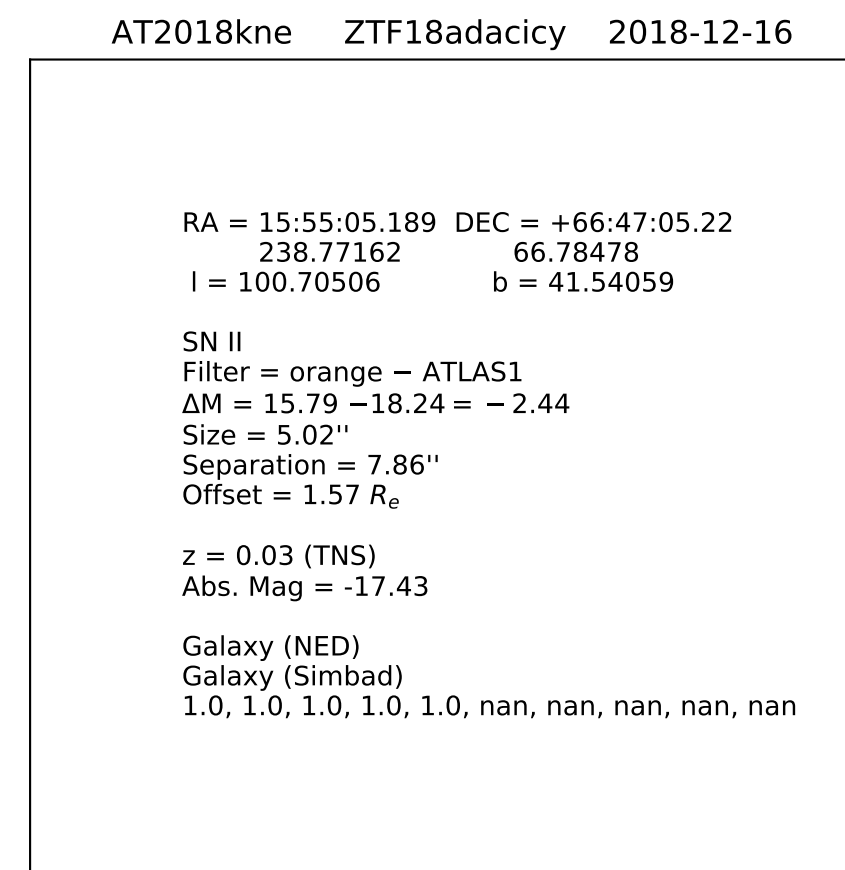 AT2018kne ZTF18adacicy 2018-12-16
RA = 15:55:05.189 DEC = +66:47:05.22
238.77162 66.78478
l = 100.70506 b = 41.54059
SN II
Filter = orange − ATLAS1
ΔM = 15.79 −18.24 = − 2.44
Size = 5.02''
Separation = 7.86''
Offset = 1.57 Rₑ
z = 0.03 (TNS)
Abs. Mag = -17.43
Galaxy (NED)
Galaxy (Simbad)
1.0, 1.0, 1.0, 1.0, 1.0, nan, nan, nan, nan, nan